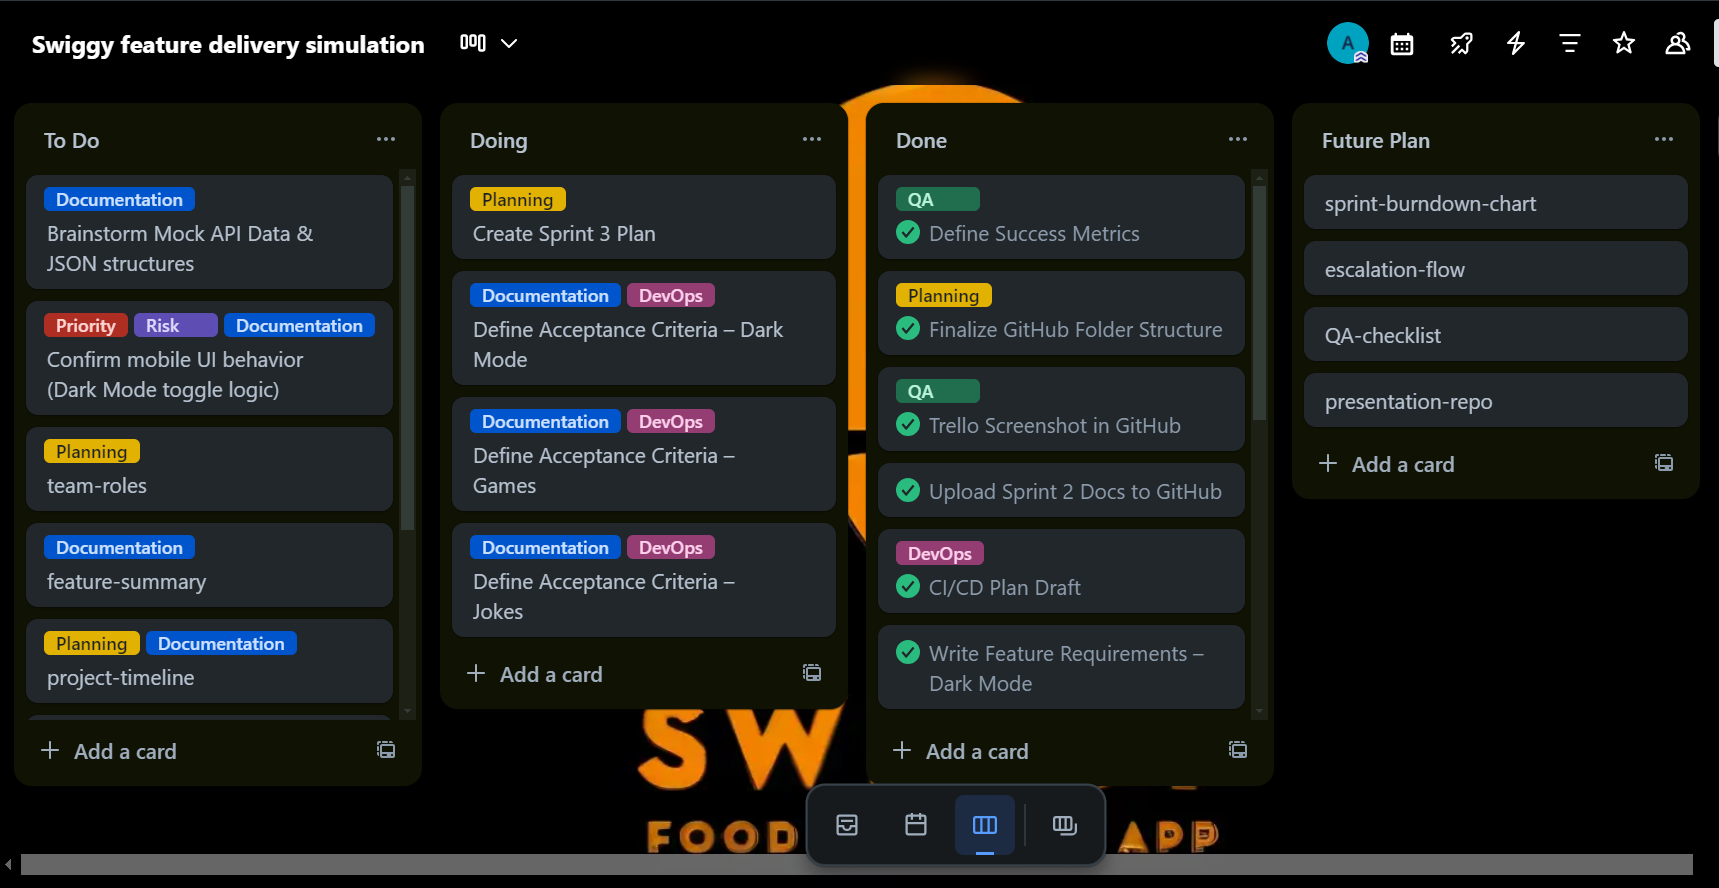 Swiggy feature delivery simulation
A
To Do
Documentation
Brainstorm Mock API Data &
JSON structures
Priority Risk Documentation
Confirm mobile UI behavior
(Dark Mode toggle logic)
Planning
team-roles
Documentation
feature-summary
Planning Documentation
project-timeline
Add a card
Doing
Planning
Create Sprint 3 Plan
Documentation DevOps
Define Acceptance Criteria – Dark
Mode
Documentation DevOps
Define Acceptance Criteria –
Games
Documentation DevOps
Define Acceptance Criteria –
Jokes
Add a card
Done
QA
Define Success Metrics
Planning
Finalize GitHub Folder Structure
QA
Trello Screenshot in GitHub
Upload Sprint 2 Docs to GitHub
DevOps
CI/CD Plan Draft
Write Feature Requirements –
Dark Mode
Add a card
Future Plan
sprint-burndown-chart
escalation-flow
QA-checklist
presentation-repo
Add a card
SW
FOOD APP